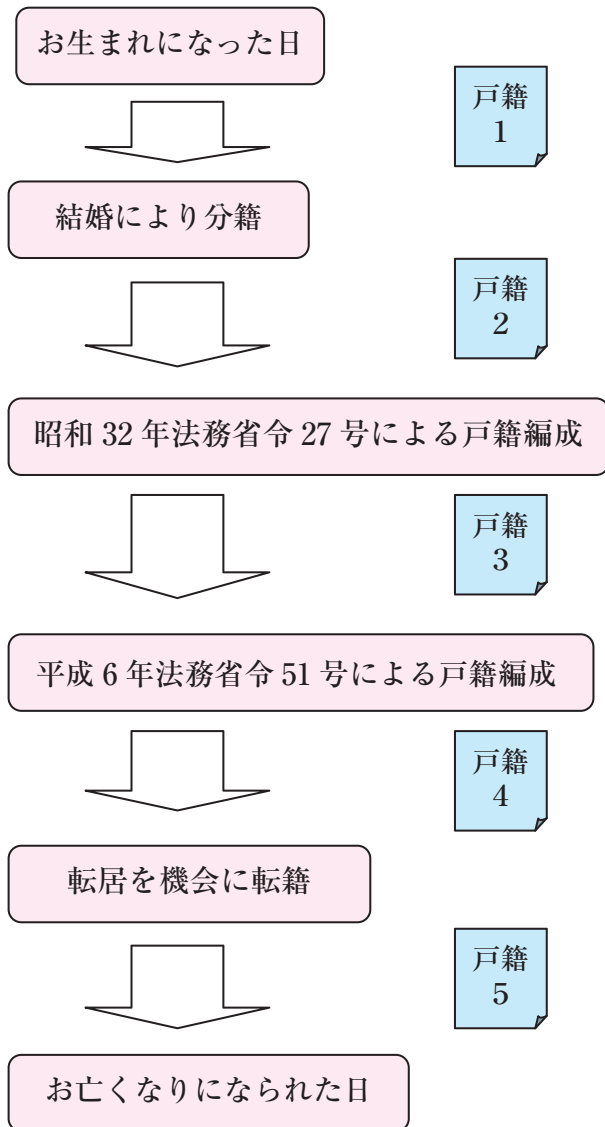 お生まれになった日
戸籍
1
結婚により分籍
戸籍
2
昭和 32 年法務省令 27 号による戸籍編成
戸籍
3
平成 6 年法務省令 51 号による戸籍編成
戸籍
4
転居を機会に転籍
戸籍
5
お亡くなりになられた日